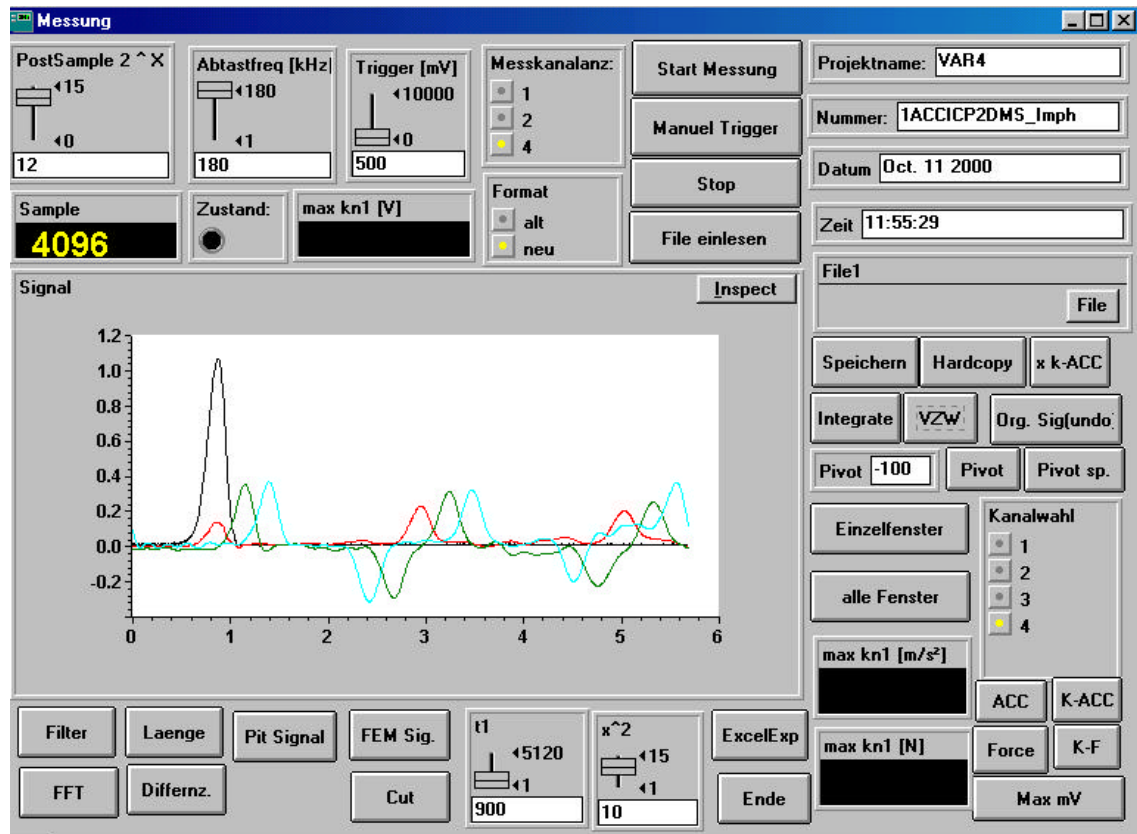 Messung
PostSample 2 ^ X
15
0
12
Abtastfreq [kHz]
180
1
180
Trigger [mV]
10000
0
500
Messkanalanz:
1
2
4
Start Messung
Manuel Trigger
Stop
File einlesen
Projektname: VAR4
Nummer: 1ACCICP2DMS_Imph
Datum Oct. 11 2000
Zeit 11:55:29
Sample
4096
Zustand:
max kn1 [V]
Format
alt
neu
File1
File
Signal
Inspect
1.2
1.0
0.8
0.6
0.4
0.2
0.0
-0.2
0 1 2 3 4 5 6
Speichern Hardcopy x k-ACC
Integrate VZW Org. Sig(undo)
Pivot -100 Pivot Pivot sp.
Einzelfenster
alle Fenster
Kanalwahl
1
2
3
4
max kn1 [m/s²]
ACC K-ACC
max kn1 [N]
Force K-F
Max mV
Filter Laenge Pit Signal FEM Sig.
FFT Differnz. Cut
t1
5120
1
900
x^2
15
1
10
ExcelExp
Ende